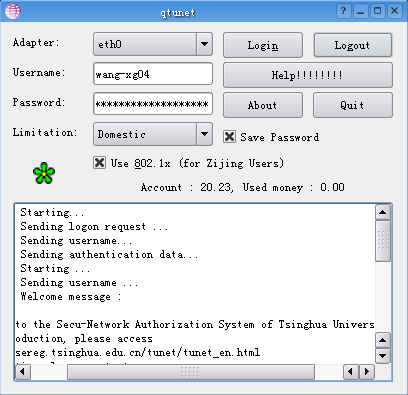 qtunet
Adapter: eth0 Login Logout
Username: wang-xg04 Help!!!!!!!!
Password: ******************* About Quit
Limitation: Domestic Save Password
Use 802.1x (for Zijing Users)
Account : 20.23, Used money : 0.00
Starting...
Sending logon request ...
Sending username...
Sending authentication data...
Starting ...
Sending username ...
Welcome message :
to the Secu-Network Authorization System of Tsinghua Univers
oduction, please access
sereg.tsinghua.edu.cn/tunet/tunet_en.html